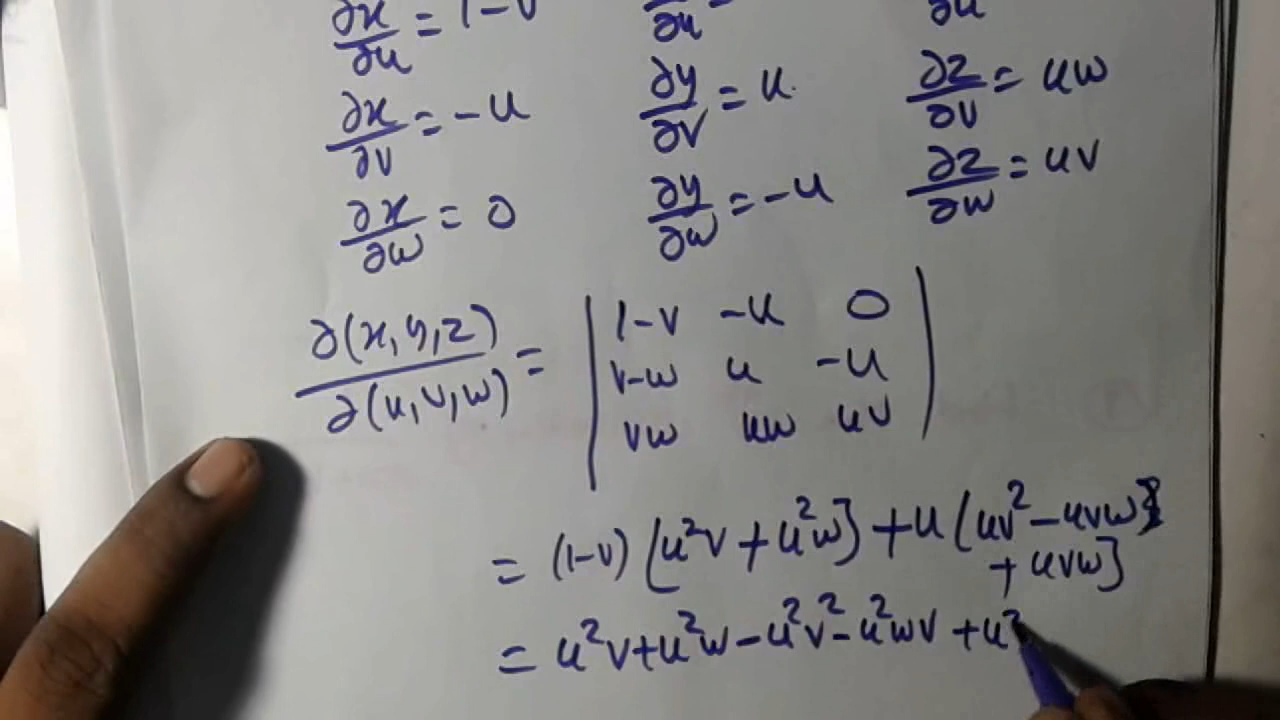 ∂x/∂u = 1-v
∂u
∂u
∂x/∂v = -u
∂y/∂v = u
∂z/∂v = uw
∂x/∂w = 0
∂y/∂w = -u
∂z/∂w = uv
∂(x,y,z)/∂(u,v,w) = | 1-v -u 0 |
v-w u -u
vw uw uv
= (1-v) [u²v + u²w] + u [uv² - uvw
+ uvw]
= u²v + u²w - u²v² - u²wv + u²